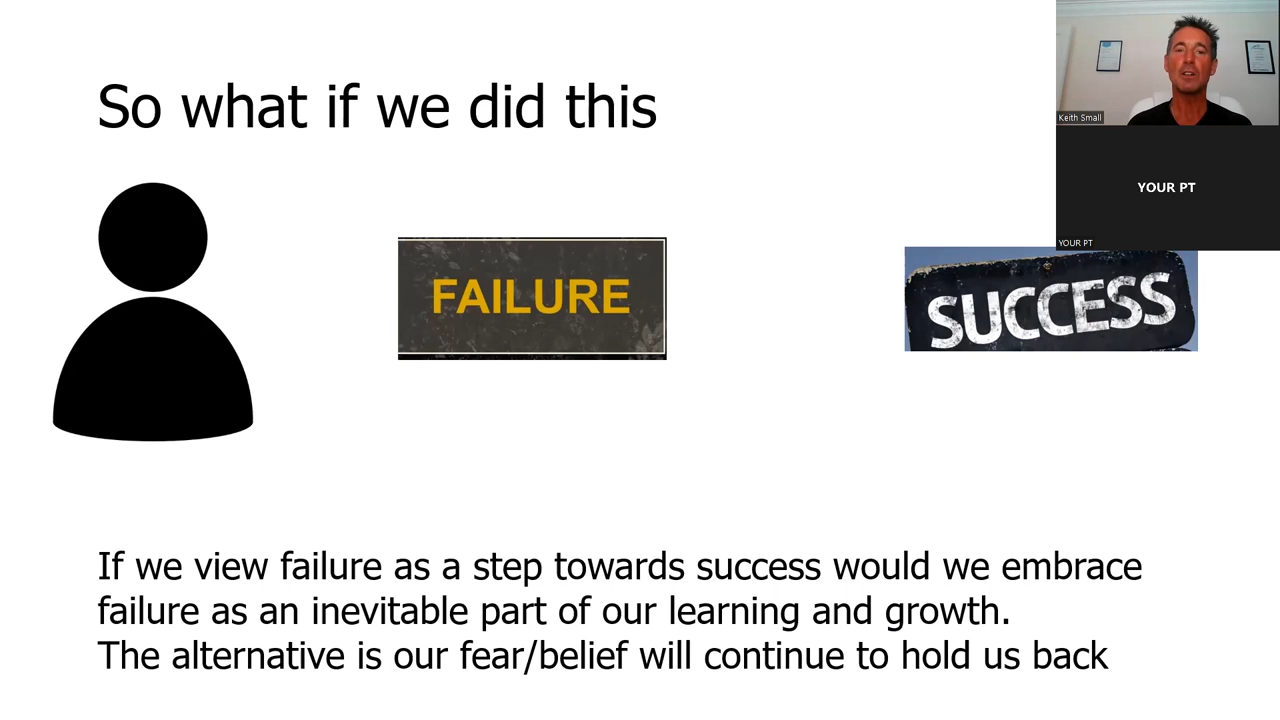 So what if we did this
Keith Small
YOUR PT
YOUR PT
FAILURE
SUCCESS
If we view failure as a step towards success would we embrace
failure as an inevitable part of our learning and growth.
The alternative is our fear/belief will continue to hold us back